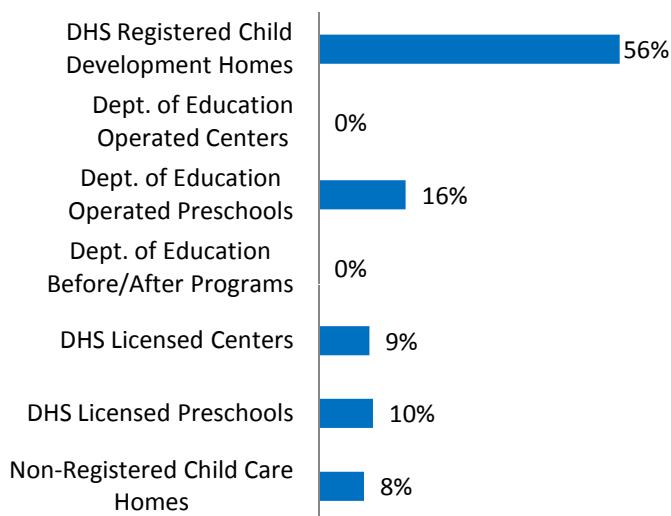 DHS Registered Child
Development Homes
56%
Dept. of Education
Operated Centers
0%
Dept. of Education
Operated Preschools
16%
Dept. of Education
Before/After Programs
0%
DHS Licensed Centers
9%
DHS Licensed Preschools
10%
Non-Registered Child Care
Homes
8%